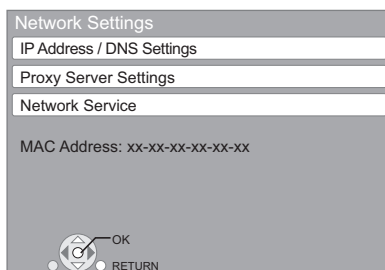 Network Settings
IP Address / DNS Settings
Proxy Server Settings
Network Service
MAC Address: xx-xx-xx-xx-xx-xx
OK
RETURN